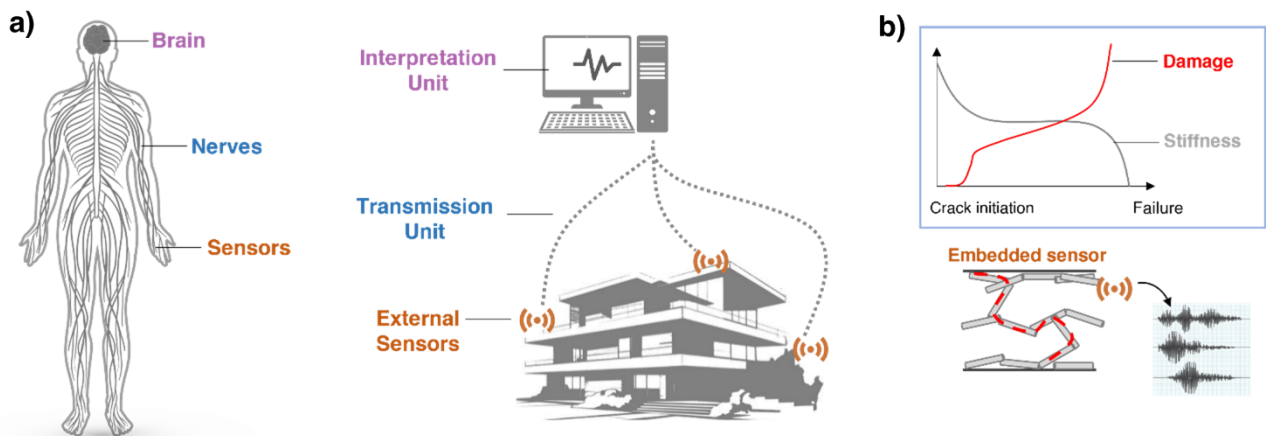 a)
Brain
Nerves
Sensors
Interpretation
Unit
Transmission
Unit
External
Sensors
b)
Damage
Stiffness
Crack initiation
Failure
Embedded sensor